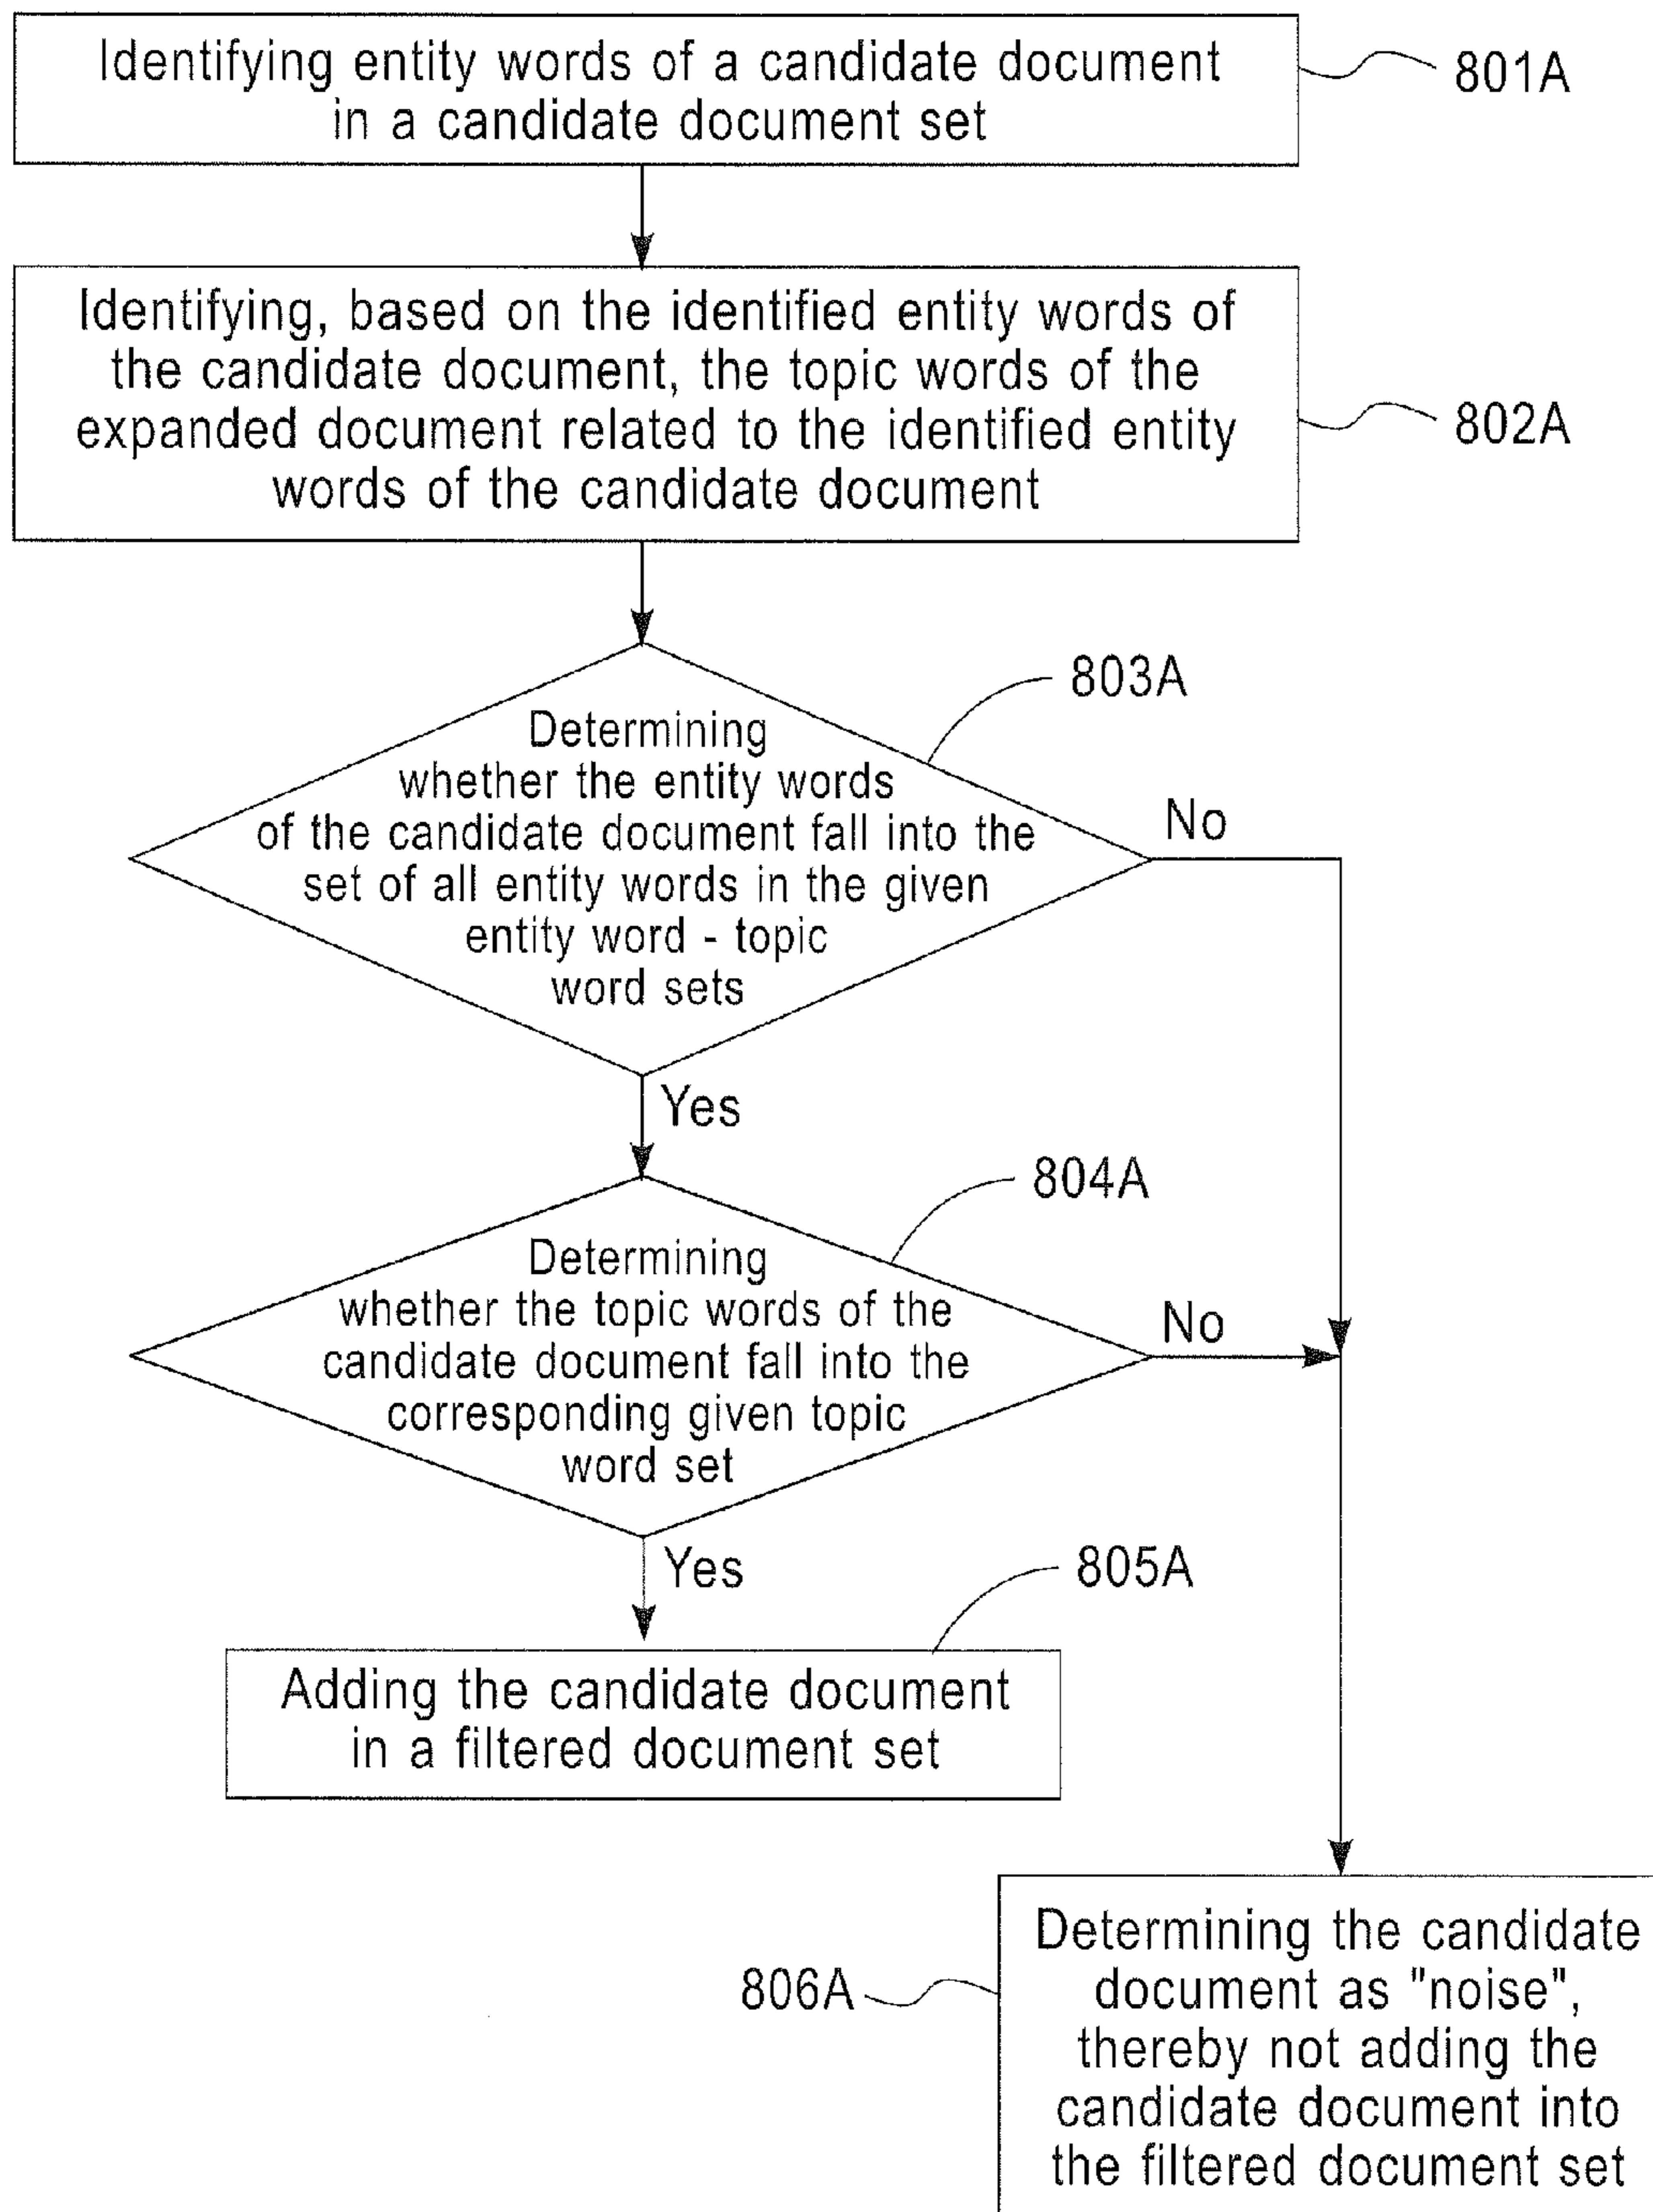 Identifying entity words of a candidate document
in a candidate document set
801A
Identifying, based on the identified entity words of
the candidate document, the topic words of the
expanded document related to the identified entity
words of the candidate document
802A
803A
Determining
whether the entity words
of the candidate document fall into the
set of all entity words in the given
entity word - topic
word sets
No
Yes
804A
Determining
whether the topic words of the
candidate document fall into the
corresponding given topic
word set
No
Yes
805A
Adding the candidate document
in a filtered document set
806A
Determining the candidate
document as "noise",
thereby not adding the
candidate document into
the filtered document set